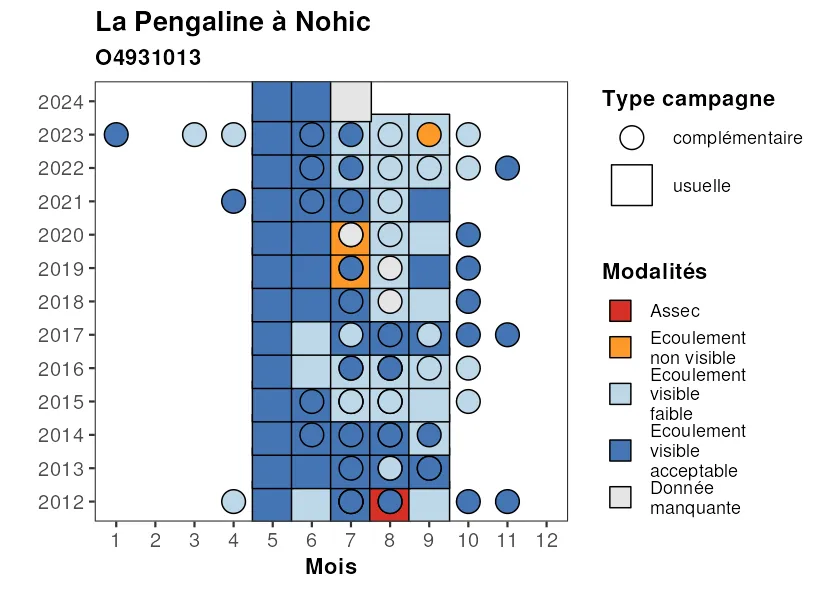 La Pengaline à Nohic
O4931013
2024
2023
2022
2021
2020
2019
2018
2017
2016
2015
2014
2013
2012
1 2 3 4 5 6 7 8 9 10 11 12
Mois
Type campagne
complémentaire
usuelle
Modalités
Assec
Ecoulement
non visible
Ecoulement
visible
faible
Ecoulement
visible
acceptable
Donnée
manquante